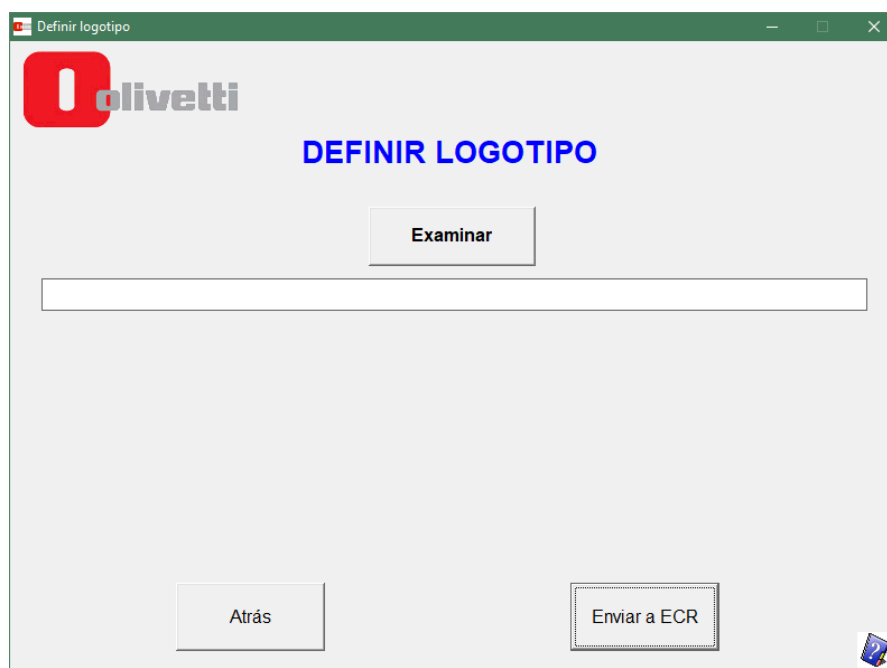 Definir logotipo
olivetti
DEFINIR LOGOTIPO
Examinar
Atrás
Enviar a ECR